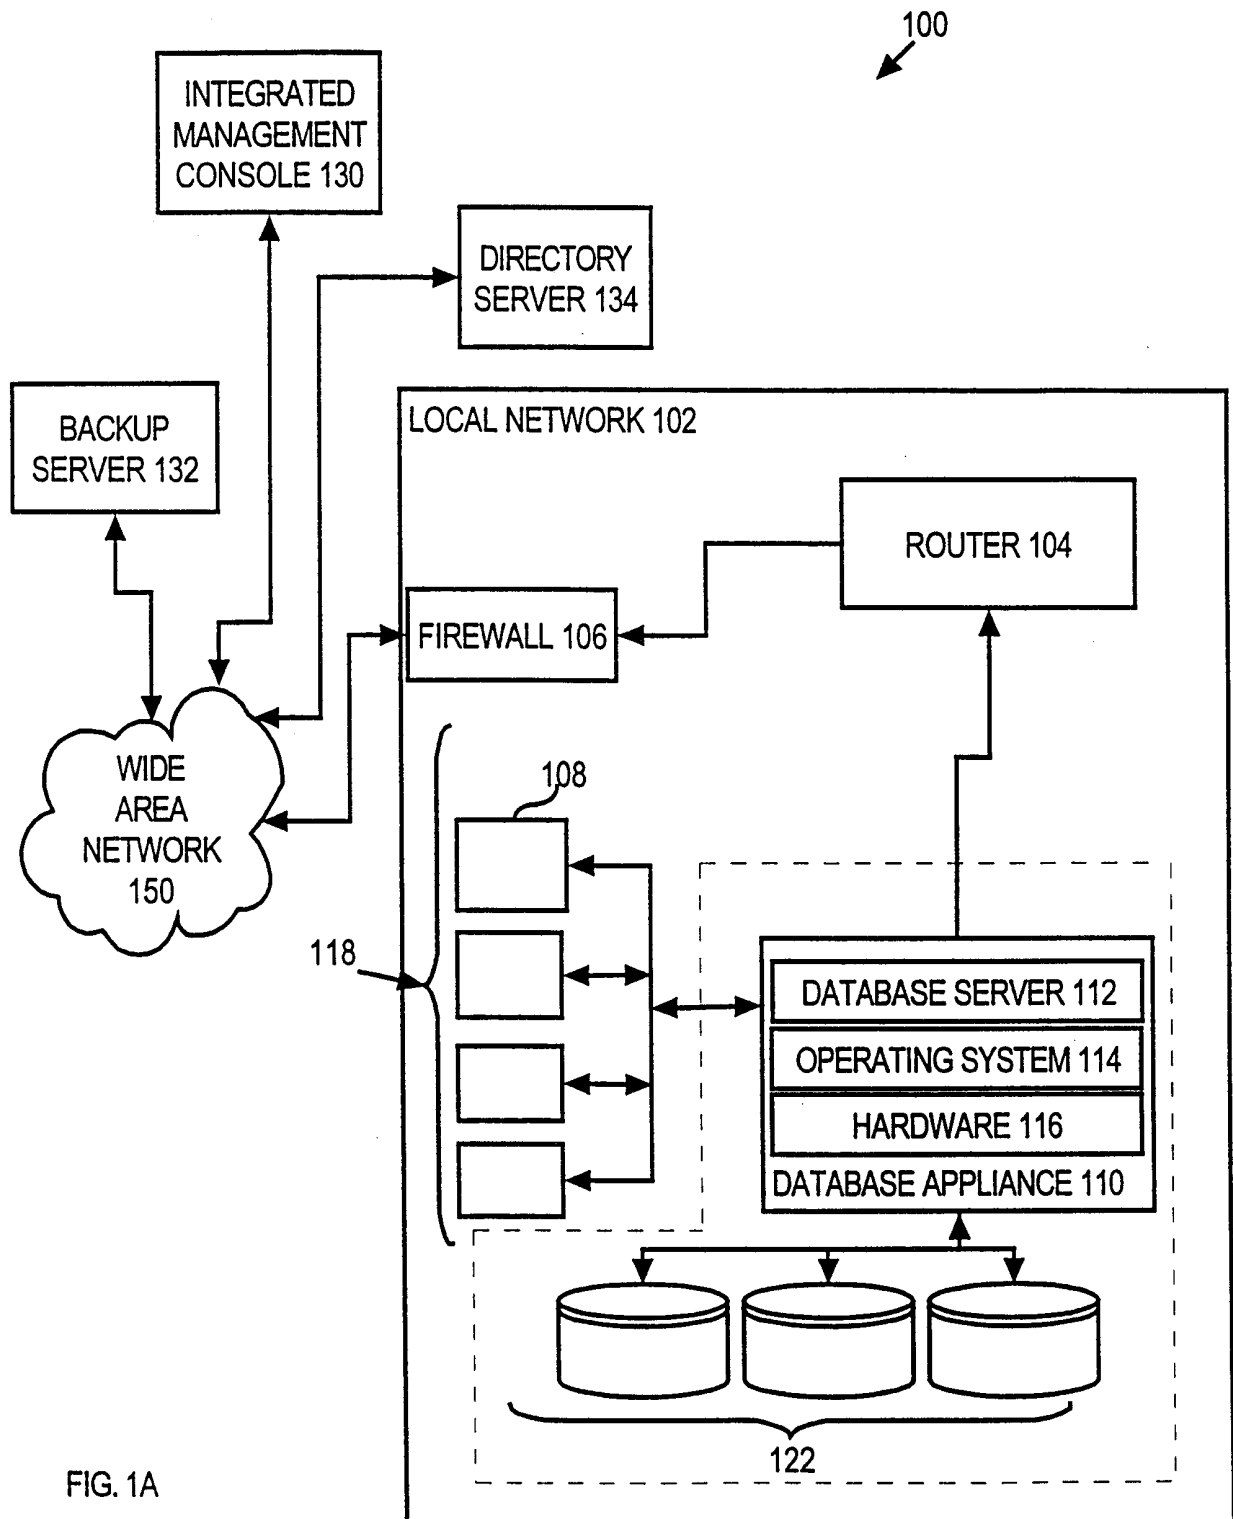 100
INTEGRATED
MANAGEMENT
CONSOLE 130
DIRECTORY
SERVER 134
BACKUP
SERVER 132
LOCAL NETWORK 102
ROUTER 104
FIREWALL 106
WIDE
AREA
NETWORK
150
108
118
DATABASE SERVER 112
OPERATING SYSTEM 114
HARDWARE 116
DATABASE APPLIANCE 110
122
FIG. 1A